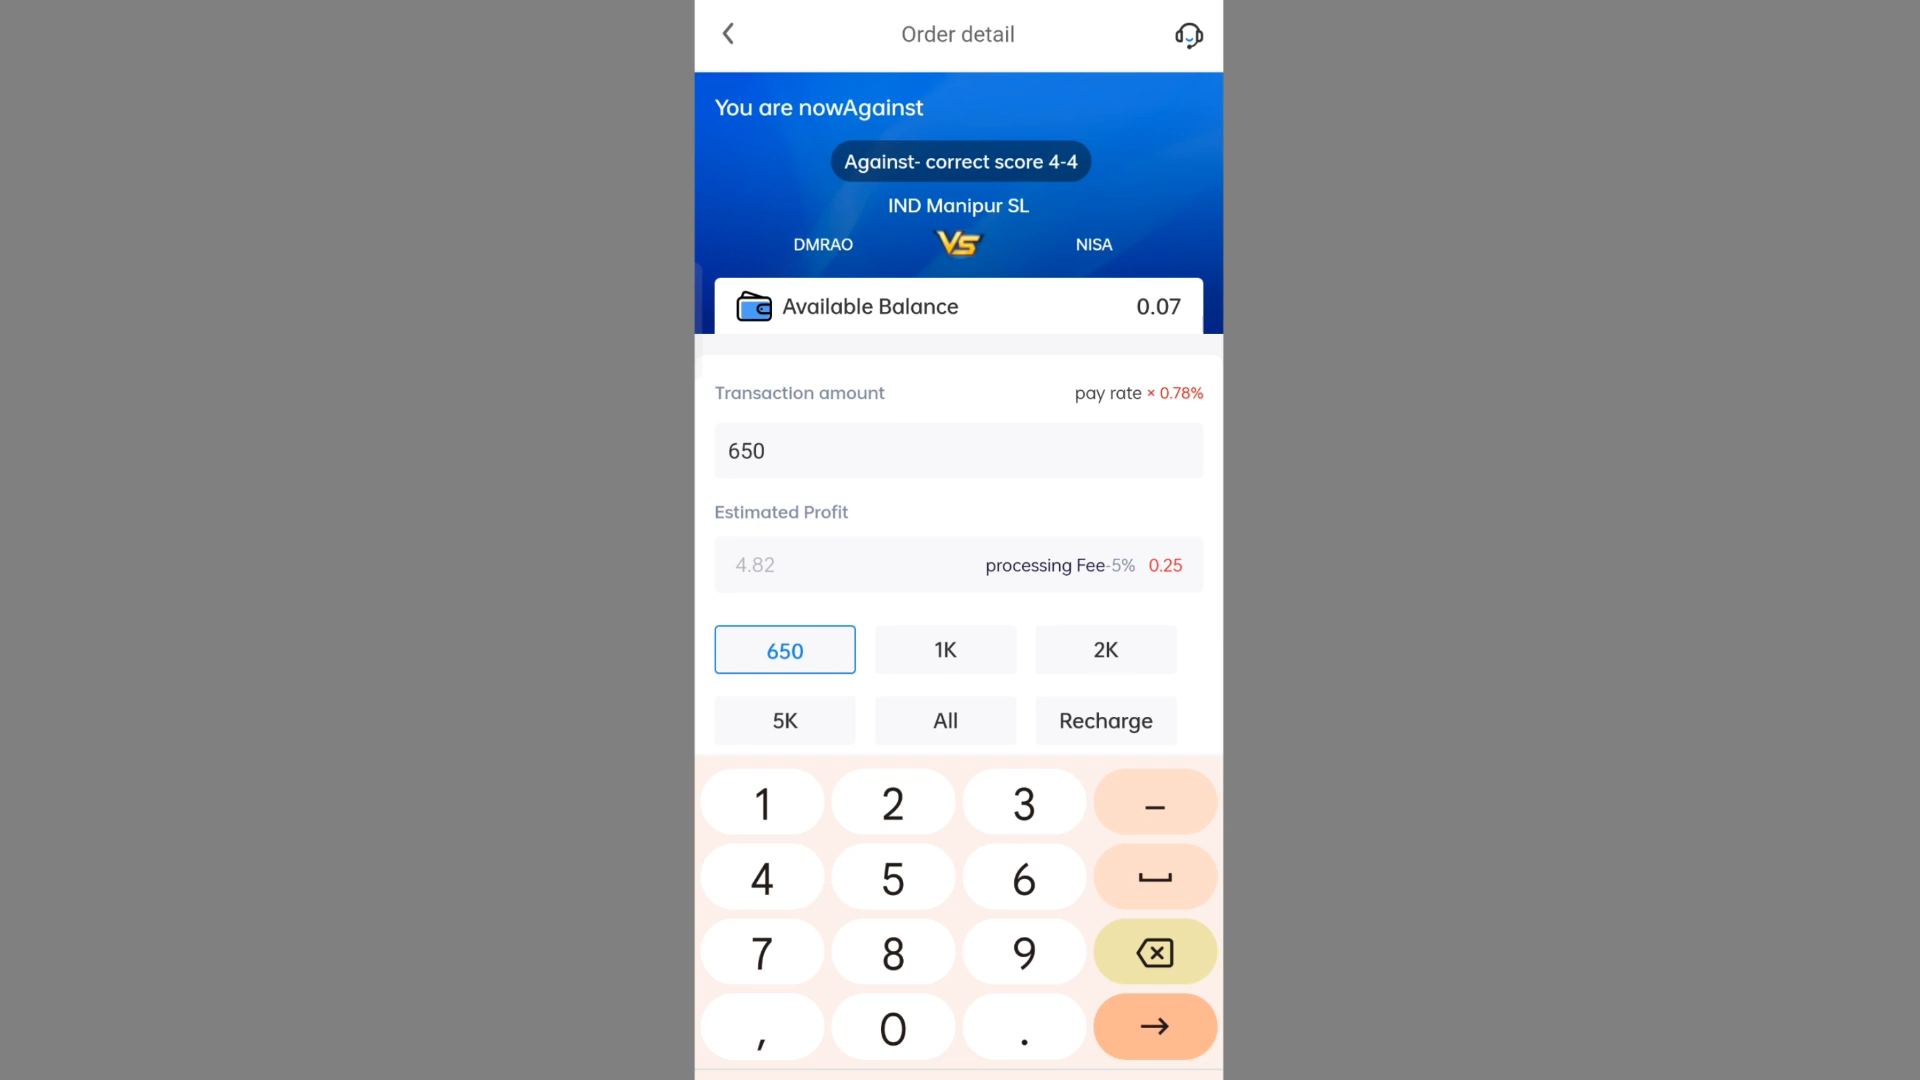 Order detail
You are nowAgainst
Against- correct score 4-4
IND Manipur SL
DMRAO VS NISA
Available Balance 0.07
Transaction amount pay rate × 0.78%
650
Estimated Profit
4.82 processing Fee-5% 0.25
650 1K 2K
5K All Recharge
1 2 3 –
4 5 6
7 8 9
, 0 . →